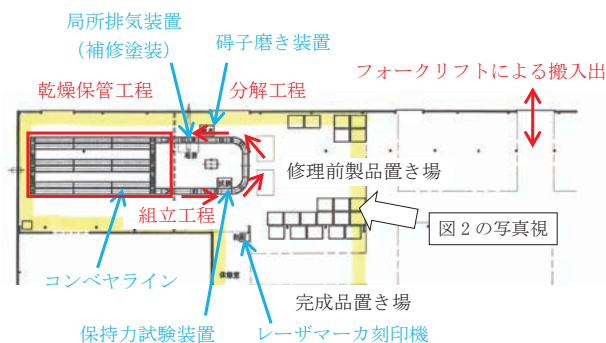 局所排気装置
(補修塗装)
碍子磨き装置
乾燥保管工程
分解工程
フォークリフトによる搬入出
修理前製品置き場
組立工程
図2の写真視
コンベヤライン
完成品置き場
保持力試験装置
レーザマーカ刻印機